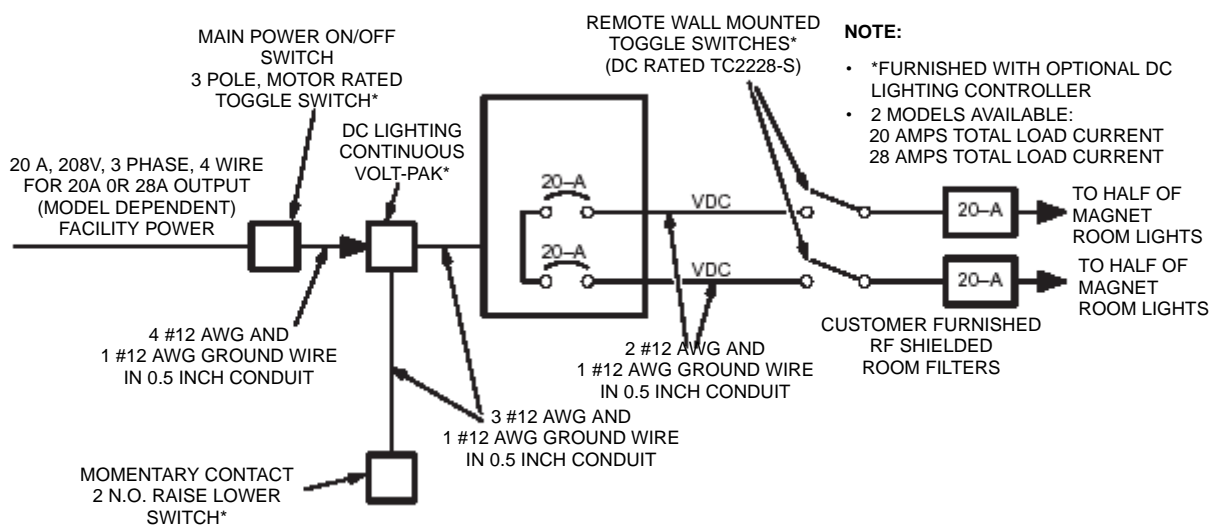 MAIN POWER ON/OFF
SWITCH
3 POLE, MOTOR RATED
TOGGLE SWITCH*
REMOTE WALL MOUNTED
TOGGLE SWITCHES*
(DC RATED TC2228-S)
NOTE:
• *FURNISHED WITH OPTIONAL DC
LIGHTING CONTROLLER
• 2 MODELS AVAILABLE:
20 AMPS TOTAL LOAD CURRENT
28 AMPS TOTAL LOAD CURRENT
DC LIGHTING
CONTINUOUS
VOLT-PAK*
20 A, 208V, 3 PHASE, 4 WIRE
FOR 20A 0R 28A OUTPUT
(MODEL DEPENDENT)
FACILITY POWER
20–A
VDC
20–A
TO HALF OF
MAGNET
ROOM LIGHTS
20–A
VDC
20–A
TO HALF OF
MAGNET
ROOM LIGHTS
4 #12 AWG AND
1 #12 AWG GROUND WIRE
IN 0.5 INCH CONDUIT
2 #12 AWG AND
1 #12 AWG GROUND WIRE
IN 0.5 INCH CONDUIT
CUSTOMER FURNISHED
RF SHIELDED
ROOM FILTERS
3 #12 AWG AND
1 #12 AWG GROUND WIRE
IN 0.5 INCH CONDUIT
MOMENTARY CONTACT
2 N.O. RAISE LOWER
SWITCH*